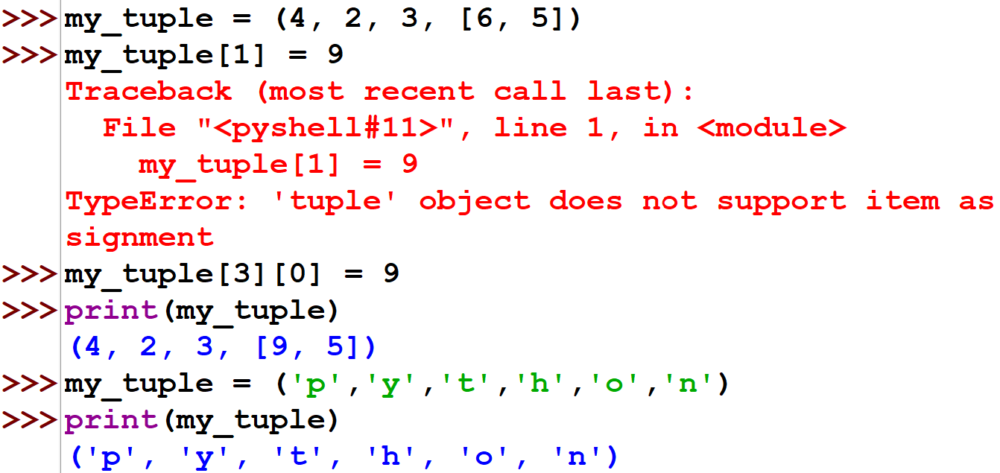 >>> my_tuple = (4, 2, 3, [6, 5])
>>> my_tuple[1] = 9
Traceback (most recent call last):
  File "<pyshell#11>", line 1, in <module>
    my_tuple[1] = 9
TypeError: 'tuple' object does not support item as
signment
>>> my_tuple[3][0] = 9
>>> print(my_tuple)
(4, 2, 3, [9, 5])
>>> my_tuple = ('p','y','t','h','o','n')
>>> print(my_tuple)
('p', 'y', 't', 'h', 'o', 'n')